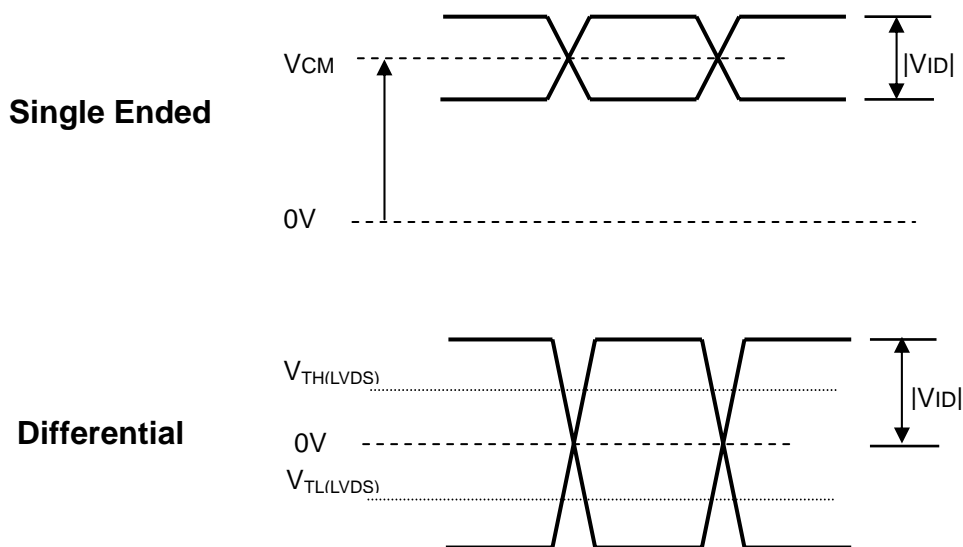 VCM
|VID|
Single Ended
0V
VTH(LVDS)
|VID|
Differential
0V
VTL(LVDS)